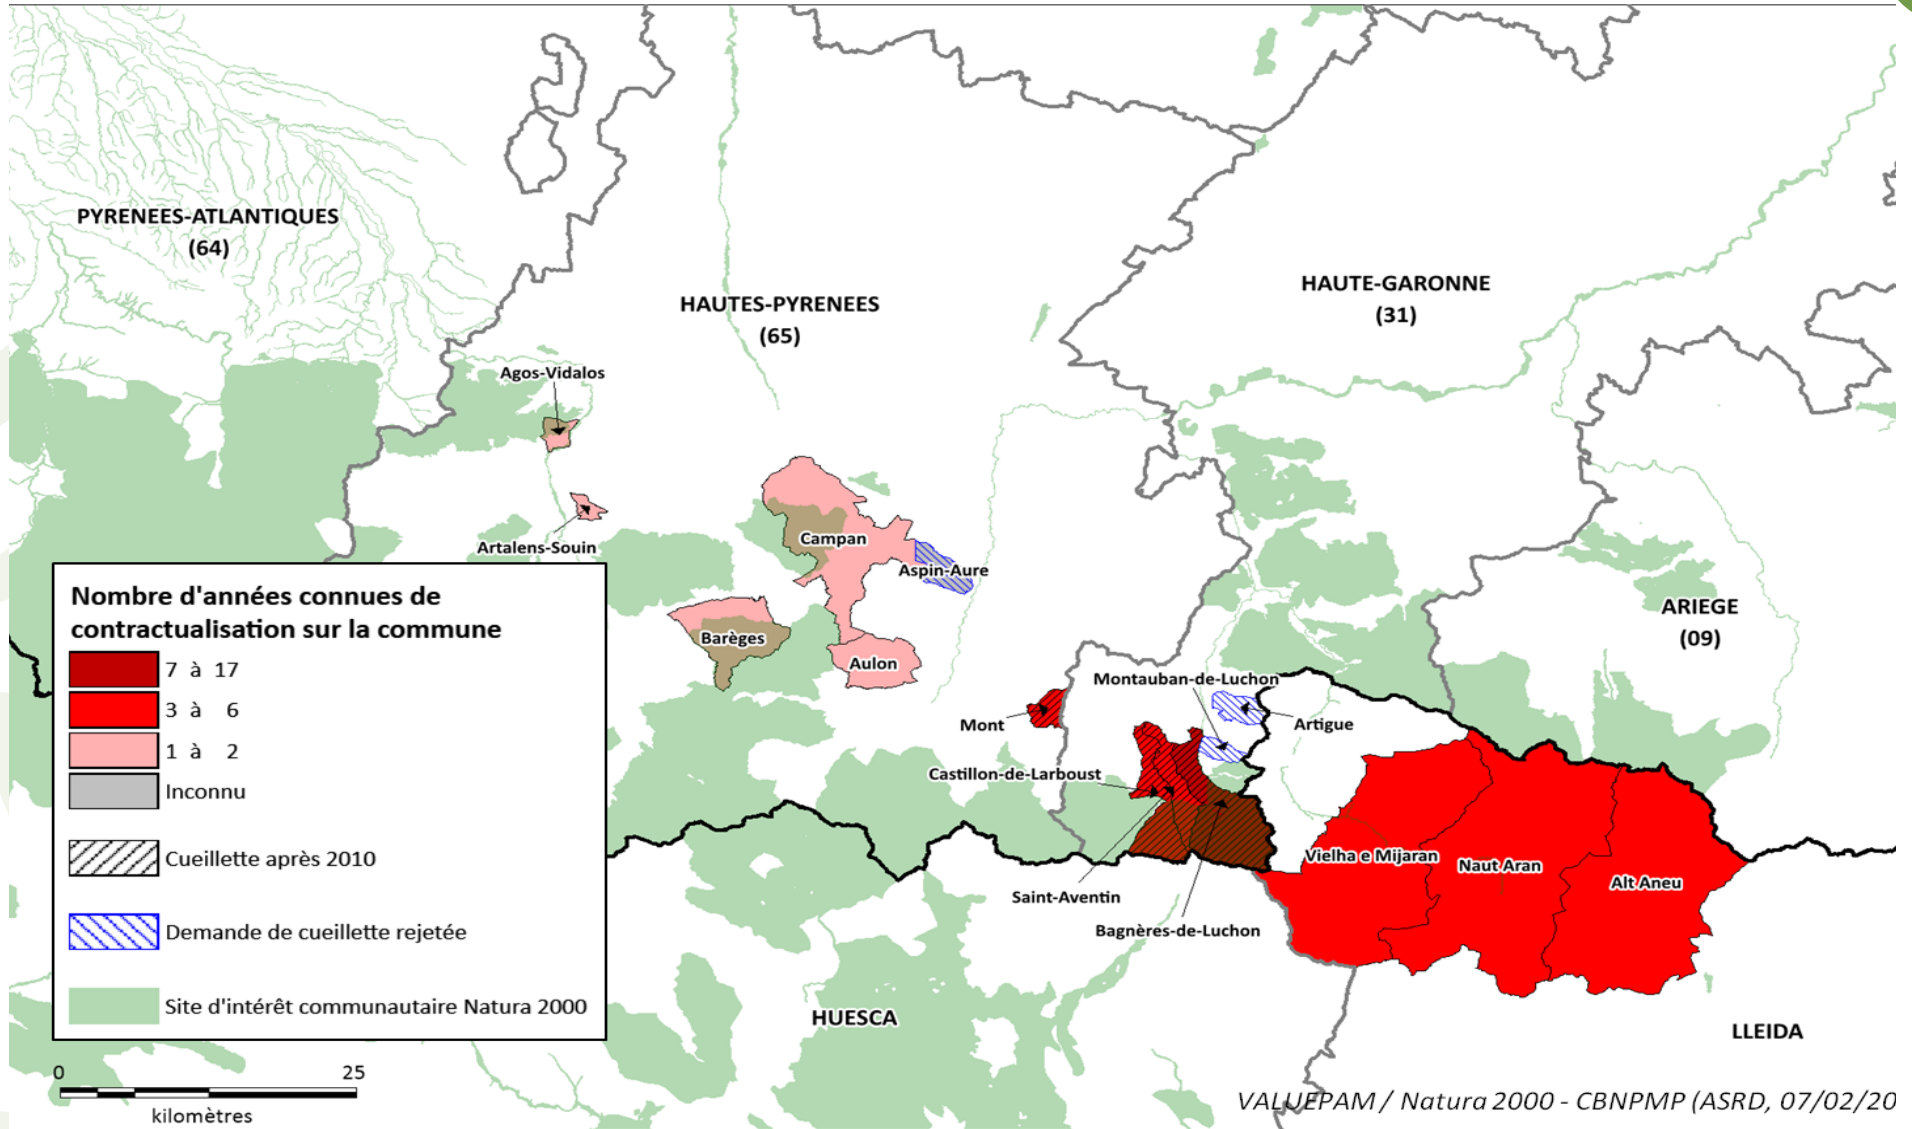 PYRENEES-ATLANTIQUES
(64)
HAUTES-PYRENEES
(65)
HAUTE-GARONNE
(31)
Agos-Vidalos
Artalens-Souin
Campan
Aspin-Aure
Barèges
Aulon
ARIEGE
(09)
Montauban-de-Luchon
Mont
Artigue
Castillon-de-Larboust
Saint-Aventin
Bagnères-de-Luchon
Vielha e Mijaran
Naut Aran
Alt Aneu
HUESCA
LLEIDA
Nombre d'années connues de
contractualisation sur la commune
7 à 17
3 à 6
1 à 2
Inconnu
Cueillette après 2010
Demande de cueillette rejetée
Site d'intérêt communautaire Natura 2000
0 25
kilomètres
VALUEPAM / Natura 2000 - CBNPMP (ASRD, 07/02/20